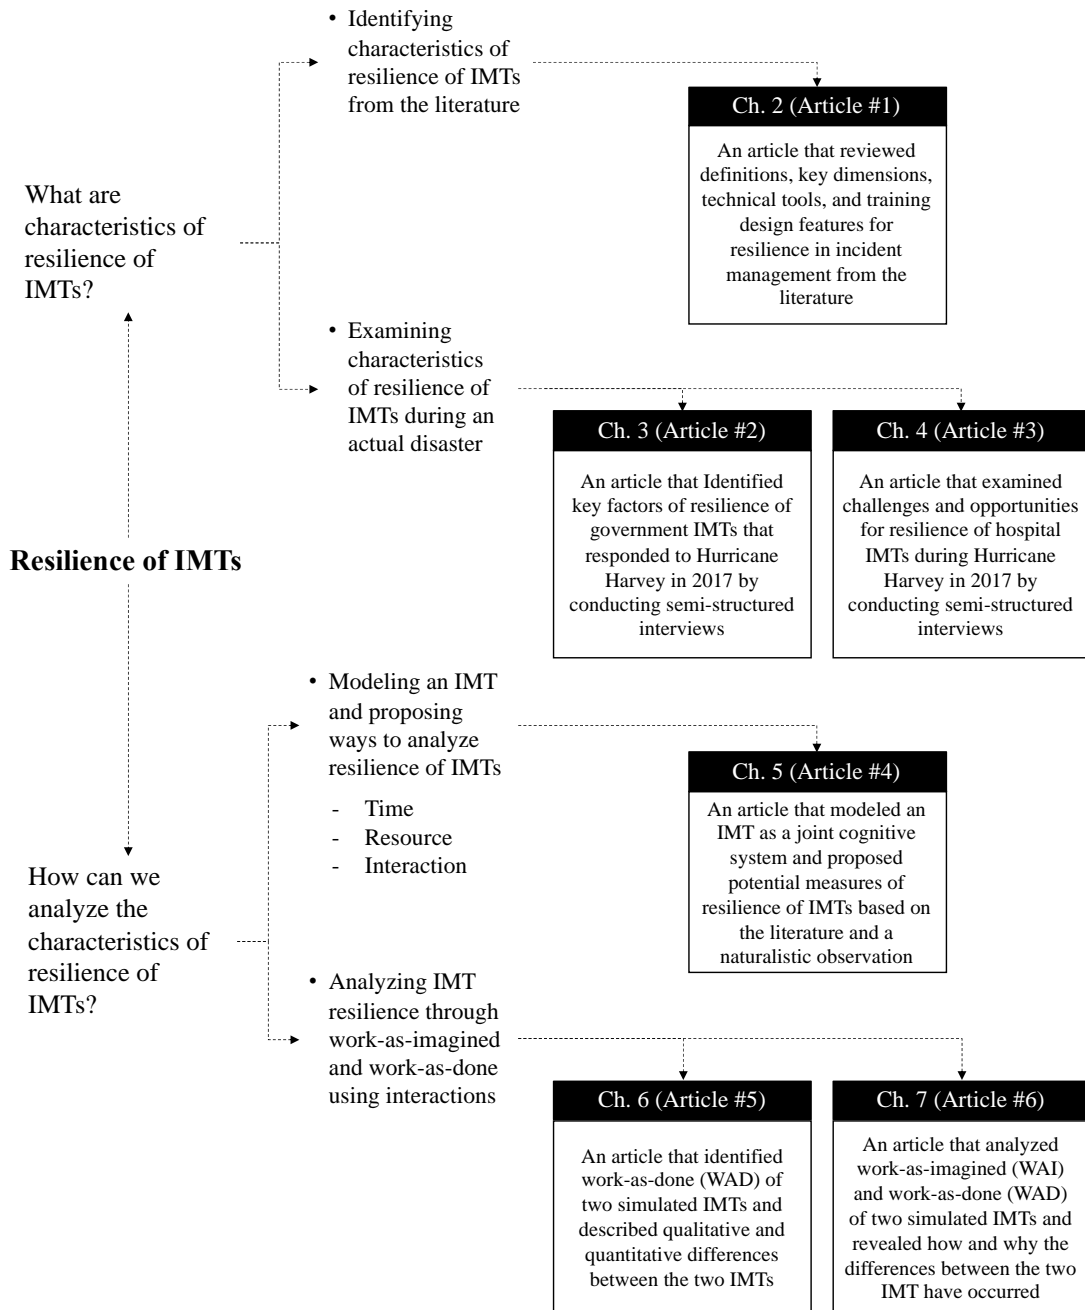 • Identifying
characteristics of
resilience of IMTs
from the literature
Ch. 2 (Article #1)
An article that reviewed
definitions, key dimensions,
technical tools, and training
design features for
resilience in incident
management from the
literature
What are
characteristics of
resilience of
IMTs?
• Examining
characteristics
of resilience of
IMTs during an
actual disaster
Ch. 3 (Article #2)
An article that Identified
key factors of resilience of
government IMTs that
responded to Hurricane
Harvey in 2017 by
conducting semi-structured
interviews
Ch. 4 (Article #3)
An article that examined
challenges and opportunities
for resilience of hospital
IMTs during Hurricane
Harvey in 2017 by
conducting semi-structured
interviews
Resilience of IMTs
• Modeling an IMT
and proposing
ways to analyze
resilience of IMTs
- Time
- Resource
- Interaction
Ch. 5 (Article #4)
An article that modeled an
IMT as a joint cognitive
system and proposed
potential measures of
resilience of IMTs based on
the literature and a
naturalistic observation
How can we
analyze the
characteristics of
resilience of
IMTs?
• Analyzing IMT
resilience through
work-as-imagined
and work-as-done
using interactions
Ch. 6 (Article #5)
An article that identified
work-as-done (WAD) of
two simulated IMTs and
described qualitative and
quantitative differences
between the two IMTs
Ch. 7 (Article #6)
An article that analyzed
work-as-imagined (WAI)
and work-as-done (WAD)
of two simulated IMTs and
revealed how and why the
differences between the two
IMT have occurred